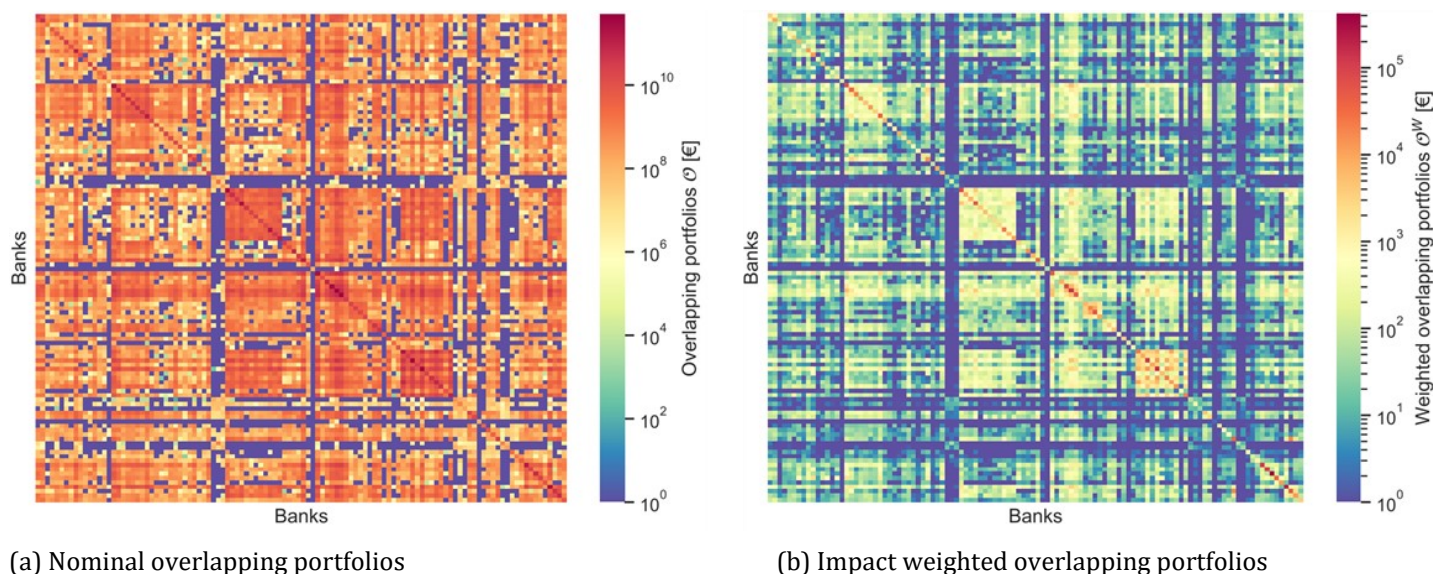 Banks
Banks
10^10
10^8
10^6
10^4
10^2
10^0
Overlapping portfolios 𝒪 [€]
(a) Nominal overlapping portfolios
Banks
Banks
10^5
10^4
10^3
10^2
10^1
10^0
Weighted overlapping portfolios 𝒪^W [€]
(b) Impact weighted overlapping portfolios